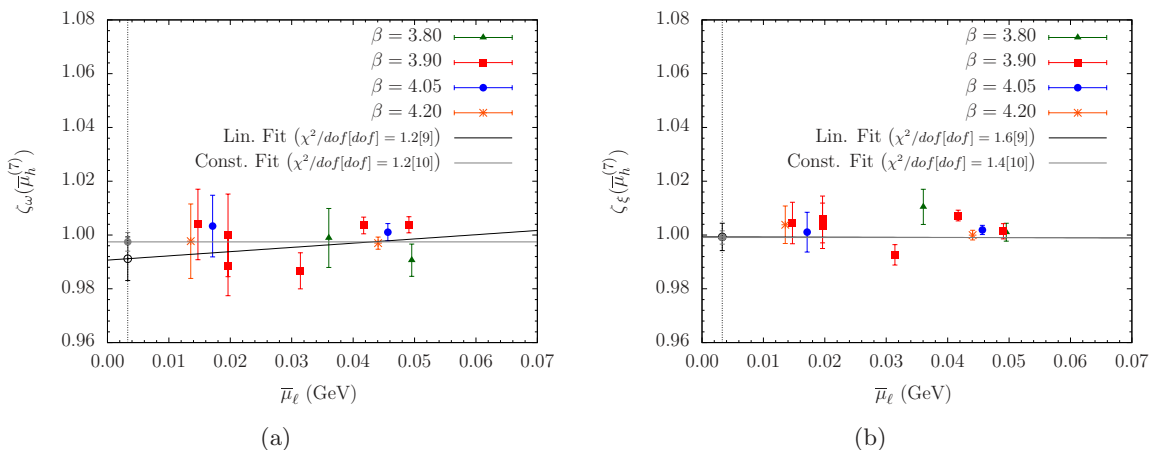 1.08
1.06
1.04
1.02
1.00
0.98
0.96
ζω(μ̅h(7))
β = 3.80
β = 3.90
β = 4.05
β = 4.20
Lin. Fit (χ²/dof[dof] = 1.2[9])
Const. Fit (χ²/dof[dof] = 1.2[10])
0.00 0.01 0.02 0.03 0.04 0.05 0.06 0.07
μ̅ℓ (GeV)
(a)
1.08
1.06
1.04
1.02
1.00
0.98
0.96
ζξ(μ̅h(7))
β = 3.80
β = 3.90
β = 4.05
β = 4.20
Lin. Fit (χ²/dof[dof] = 1.6[9])
Const. Fit (χ²/dof[dof] = 1.4[10])
0.00 0.01 0.02 0.03 0.04 0.05 0.06 0.07
μ̅ℓ (GeV)
(b)